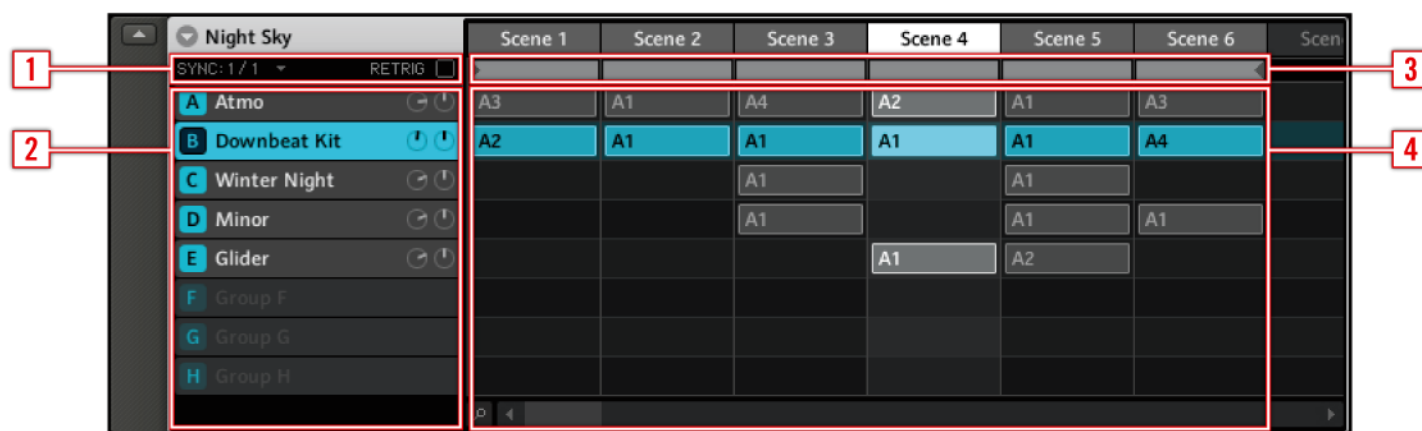 Night Sky Scene 1 Scene 2 Scene 3 Scene 4 Scene 5 Scene 6 Scen
1 SYNC: 1 / 1 RETRIG 3
A Atmo A3 A1 A4 A2 A1 A3
2 B Downbeat Kit A2 A1 A1 A1 A1 A4 4
C Winter Night A1 A1
D Minor A1 A1 A1
E Glider A1 A2
F Group F
G Group G
H Group H